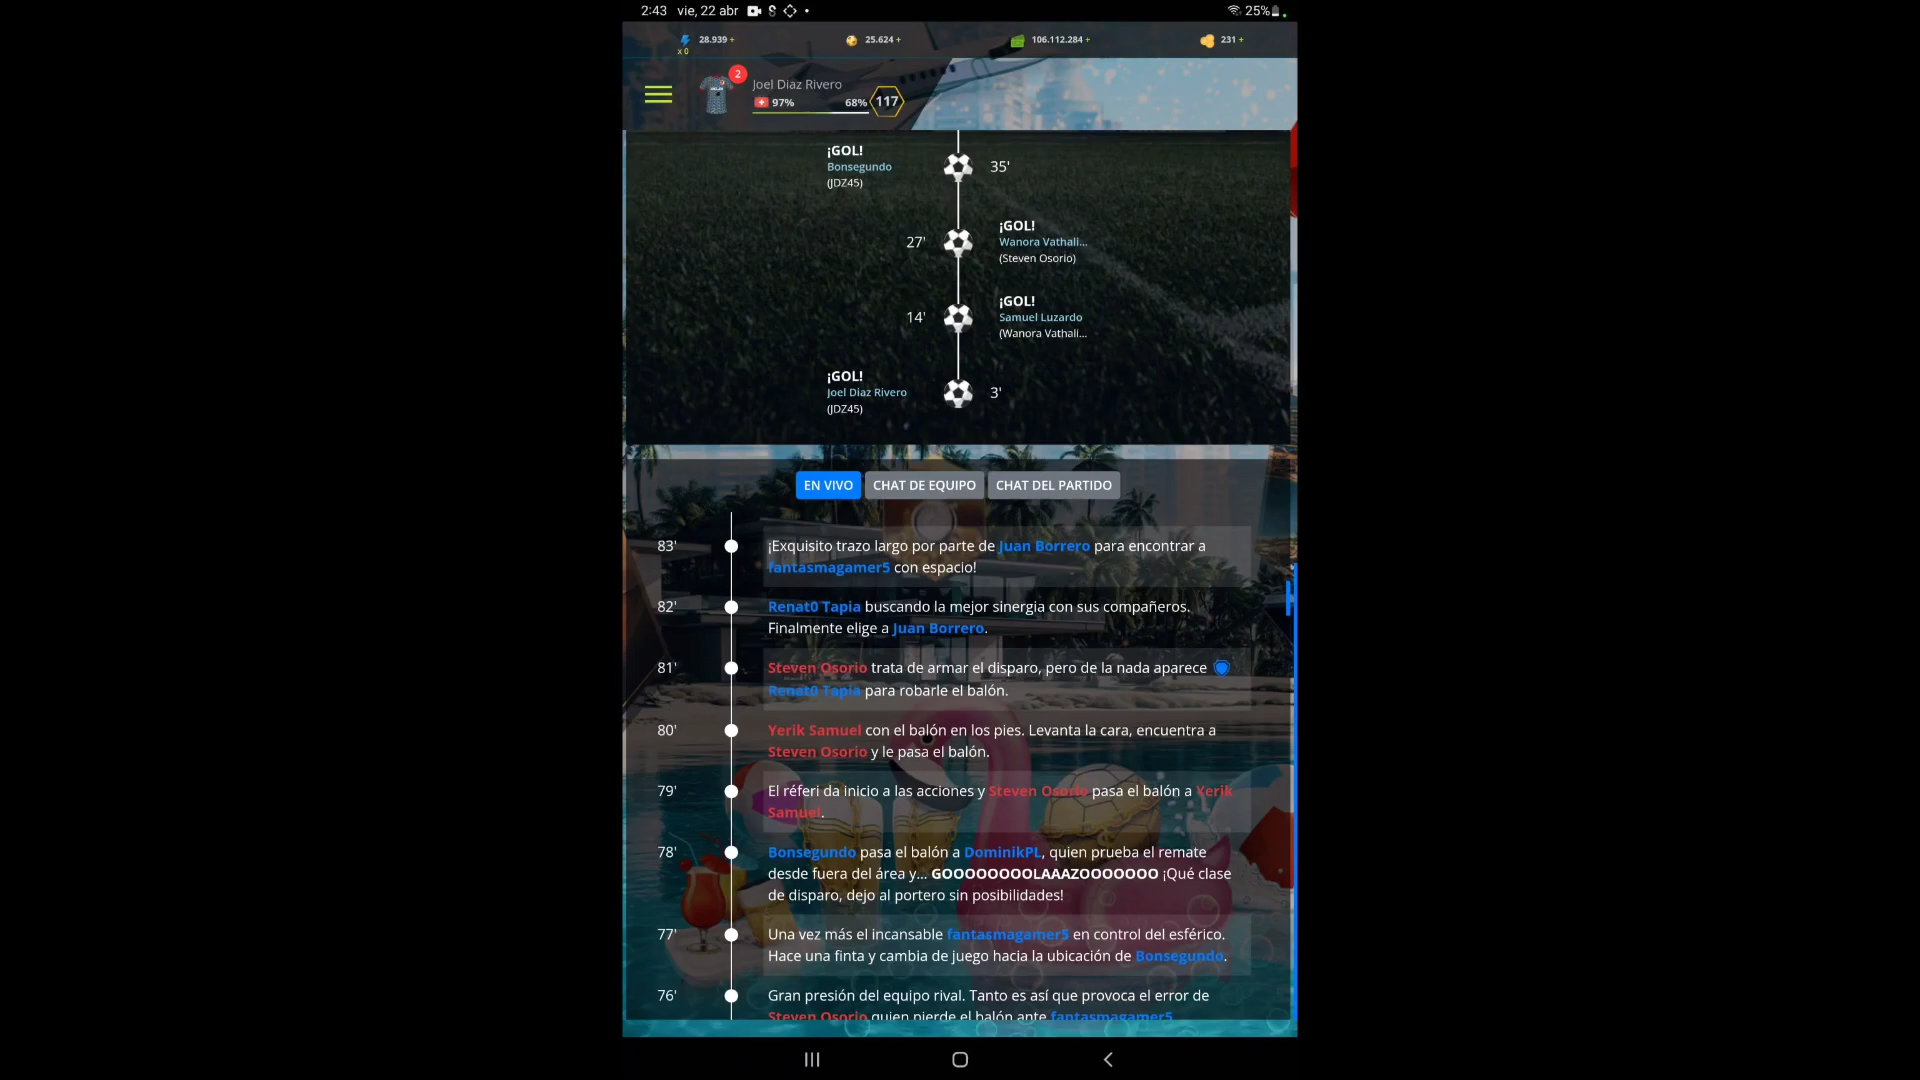 2:43 vie, 22 abr
25%
28.939 +
x 0
25.624 +
106.112.284 +
231 +
2
Joel Diaz Rivero
97% 68% 117
¡GOL!
Bonsegundo
(JDZ45)
35'
27'
¡GOL!
Wanora Vathali...
(Steven Osorio)
14'
¡GOL!
Samuel Luzardo
(Wanora Vathali...
¡GOL!
Joel Diaz Rivero
(JDZ45)
3'
EN VIVO CHAT DE EQUIPO CHAT DEL PARTIDO
83' ¡Exquisito trazo largo por parte de Juan Borrero para encontrar a
fantasmagamer5 con espacio!
82' Renat0 Tapia buscando la mejor sinergia con sus compañeros.
Finalmente elige a Juan Borrero.
81' Steven Osorio trata de armar el disparo, pero de la nada aparece
Renat0 Tapia para robarle el balón.
80' Yerik Samuel con el balón en los pies. Levanta la cara, encuentra a
Steven Osorio y le pasa el balón.
79' El réferi da inicio a las acciones y Steven Osorio pasa el balón a Yerik
Samuel.
78' Bonsegundo pasa el balón a DominikPL, quien prueba el remate
desde fuera del área y... GOOOOOOOOLAAAZOOOOOOO ¡Qué clase
de disparo, dejo al portero sin posibilidades!
77' Una vez más el incansable fantasmagamer5 en control del esférico.
Hace una finta y cambia de juego hacia la ubicación de Bonsegundo.
76' Gran presión del equipo rival. Tanto es así que provoca el error de
Steven Osorio quien pierde el balón ante fantasmagamer5